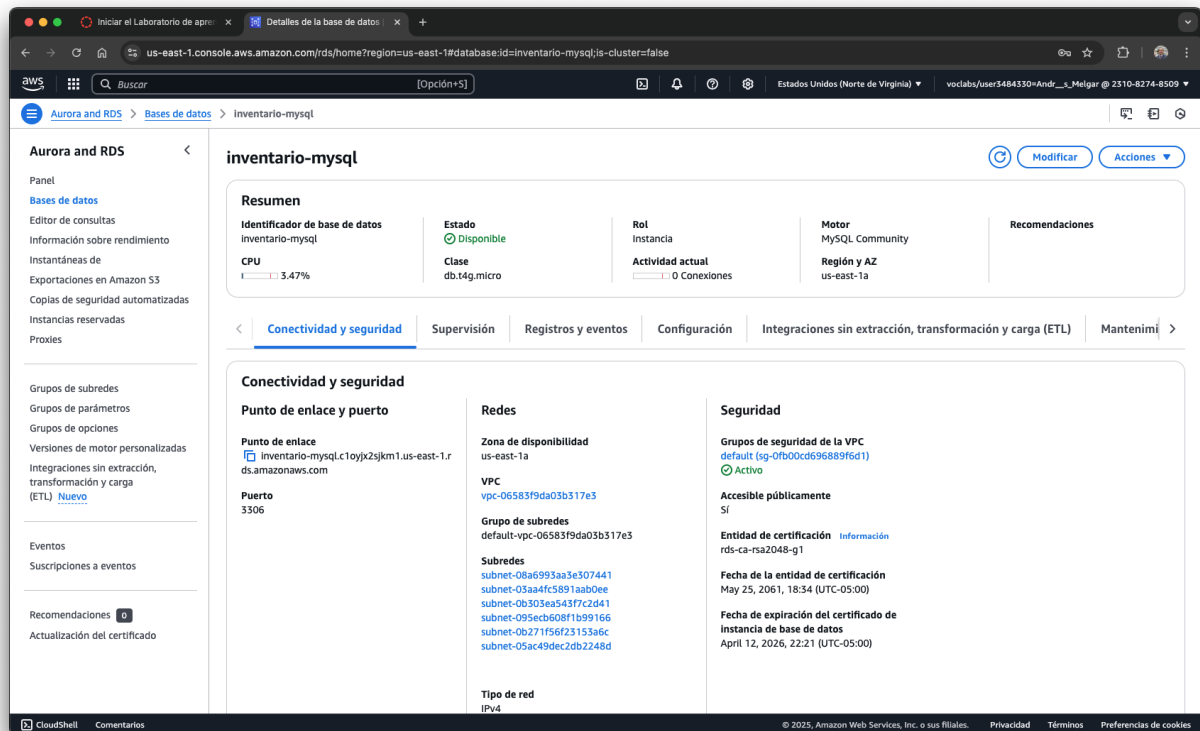 Iniciar el Laboratorio de apren
Detalles de la base de datos
us-east-1.console.aws.amazon.com/rds/home?region=us-east-1#database:id=inventario-mysql;is-cluster=false
aws
Buscar
[Opción+S]
Estados Unidos (Norte de Virginia)
voclabs/user3484330=Andr__s_Melgar @ 2310-8274-8509
Aurora and RDS
Bases de datos
inventario-mysql
Aurora and RDS
Panel
Bases de datos
Editor de consultas
Información sobre rendimiento
Instantáneas de
Exportaciones en Amazon S3
Copias de seguridad automatizadas
Instancias reservadas
Proxies
Grupos de subredes
Grupos de parámetros
Grupos de opciones
Versiones de motor personalizadas
Integraciones sin extracción,
transformación y carga
(ETL) Nuevo
Eventos
Suscripciones a eventos
Recomendaciones 0
Actualización del certificado
inventario-mysql
Modificar
Acciones
Resumen
Identificador de base de datos
inventario-mysql
CPU
3.47%
Estado
Disponible
Clase
db.t4g.micro
Rol
Instancia
Actividad actual
0 Conexiones
Motor
MySQL Community
Región y AZ
us-east-1a
Recomendaciones
Conectividad y seguridad
Supervisión
Registros y eventos
Configuración
Integraciones sin extracción, transformación y carga (ETL)
Mantenimi
Conectividad y seguridad
Punto de enlace y puerto
Punto de enlace
inventario-mysql.c1oyjx2sjkm1.us-east-1.r
ds.amazonaws.com
Puerto
3306
Redes
Zona de disponibilidad
us-east-1a
VPC
vpc-06583f9da03b317e3
Grupo de subredes
default-vpc-06583f9da03b317e3
Subredes
subnet-08a6993aa3e307441
subnet-03aa4fc5891aab0ee
subnet-0b303ea543f7c2d41
subnet-095ecb608f1b99166
subnet-0b271f56f23153a6c
subnet-05ac49dec2db2248d
Tipo de red
IPv4
Seguridad
Grupos de seguridad de la VPC
default (sg-0fb00cd696889f6d1)
Activo
Accesible públicamente
Sí
Entidad de certificación Información
rds-ca-rsa2048-g1
Fecha de la entidad de certificación
May 25, 2061, 18:34 (UTC-05:00)
Fecha de expiración del certificado de
instancia de base de datos
April 12, 2026, 22:21 (UTC-05:00)
CloudShell
Comentarios
© 2025, Amazon Web Services, Inc. o sus filiales.
Privacidad
Términos
Preferencias de cookies